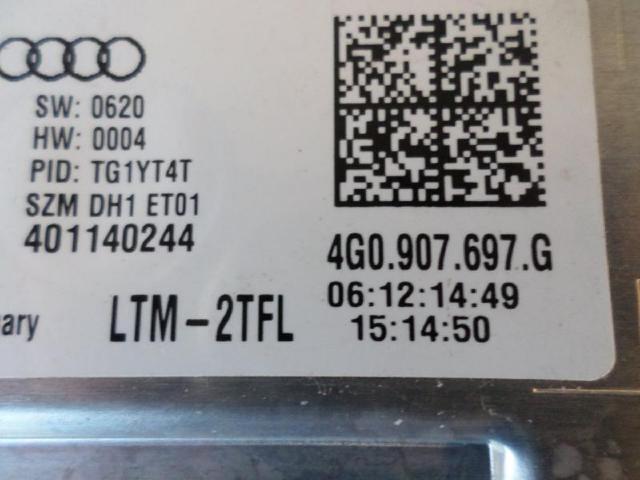 SW: 0620
HW: 0004
PID: TG1YT4T
SZM DH1 ET01
401140244
4G0.907.697.G
06:12:14:49
15:14:50
LTM-2TFL